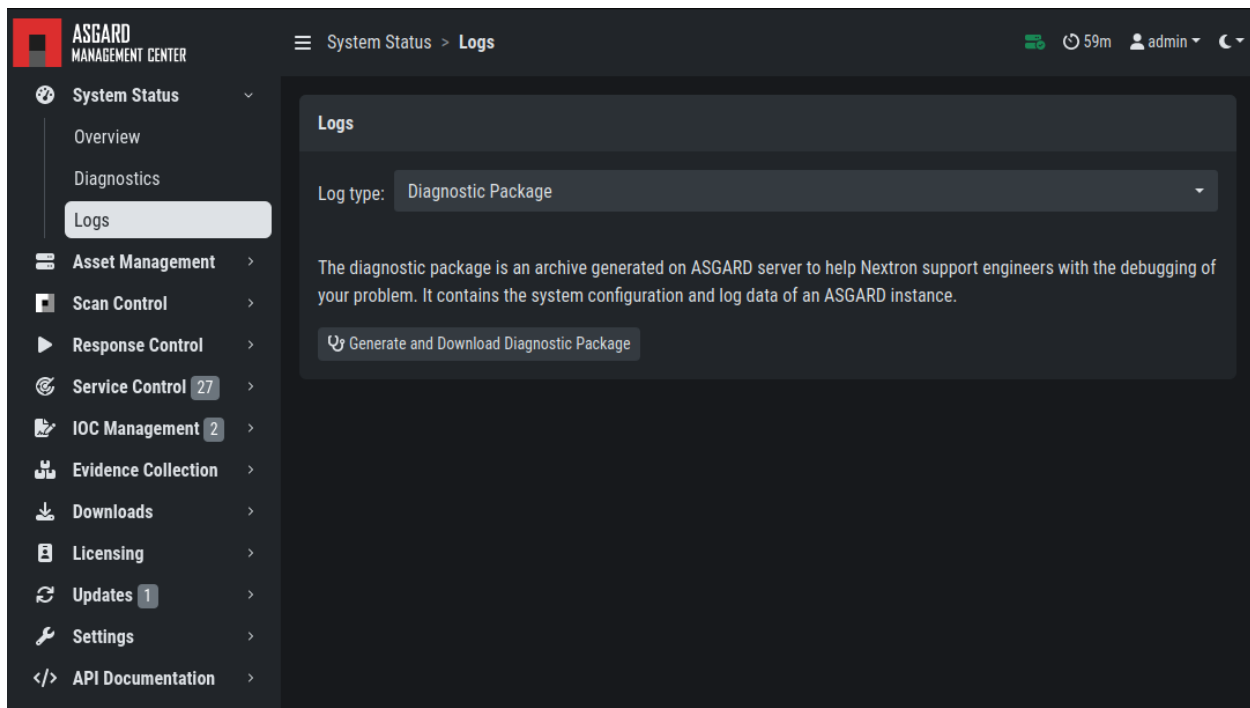 ASGARD
MANAGEMENT CENTER
System Status > Logs
59m
admin
System Status
Overview
Diagnostics
Logs
Asset Management
Scan Control
Response Control
Service Control 27
IOC Management 2
Evidence Collection
Downloads
Licensing
Updates 1
Settings
</> API Documentation
Logs
Log type: Diagnostic Package
The diagnostic package is an archive generated on ASGARD server to help Nextron support engineers with the debugging of
your problem. It contains the system configuration and log data of an ASGARD instance.
Generate and Download Diagnostic Package